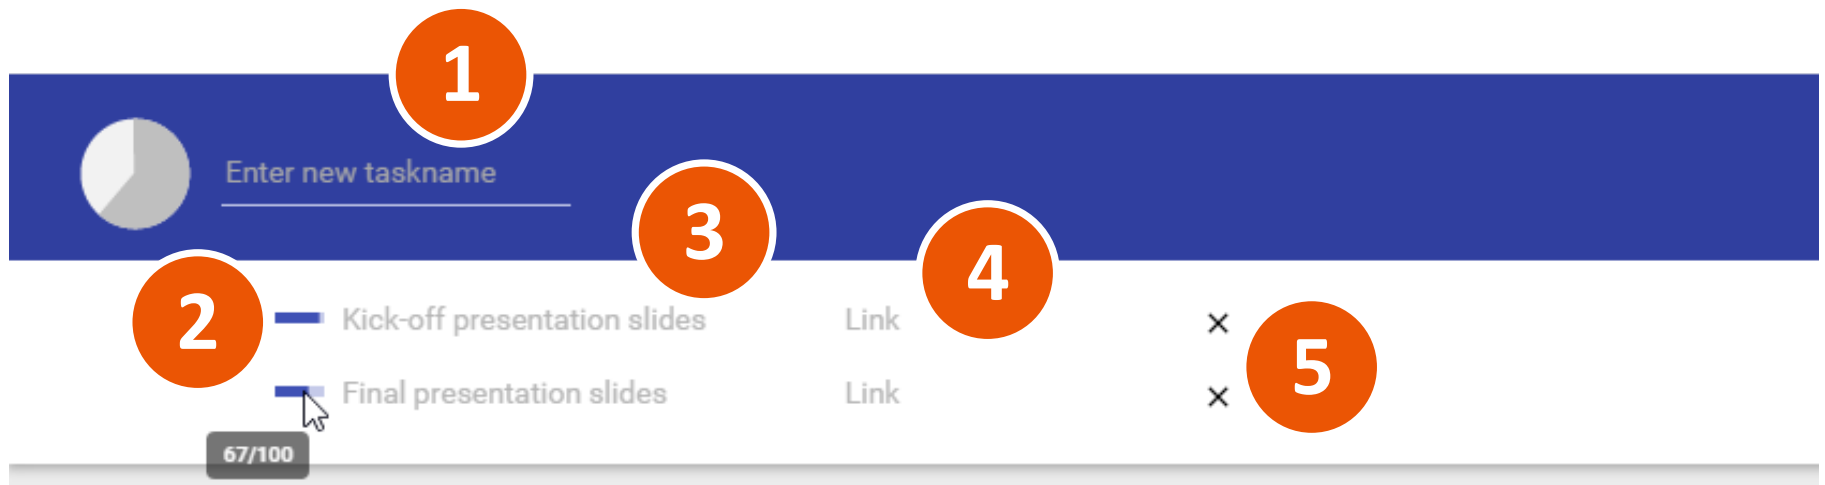 1
Enter new taskname
3
4
2
Kick-off presentation slides Link ×
5
Final presentation slides Link ×
67/100